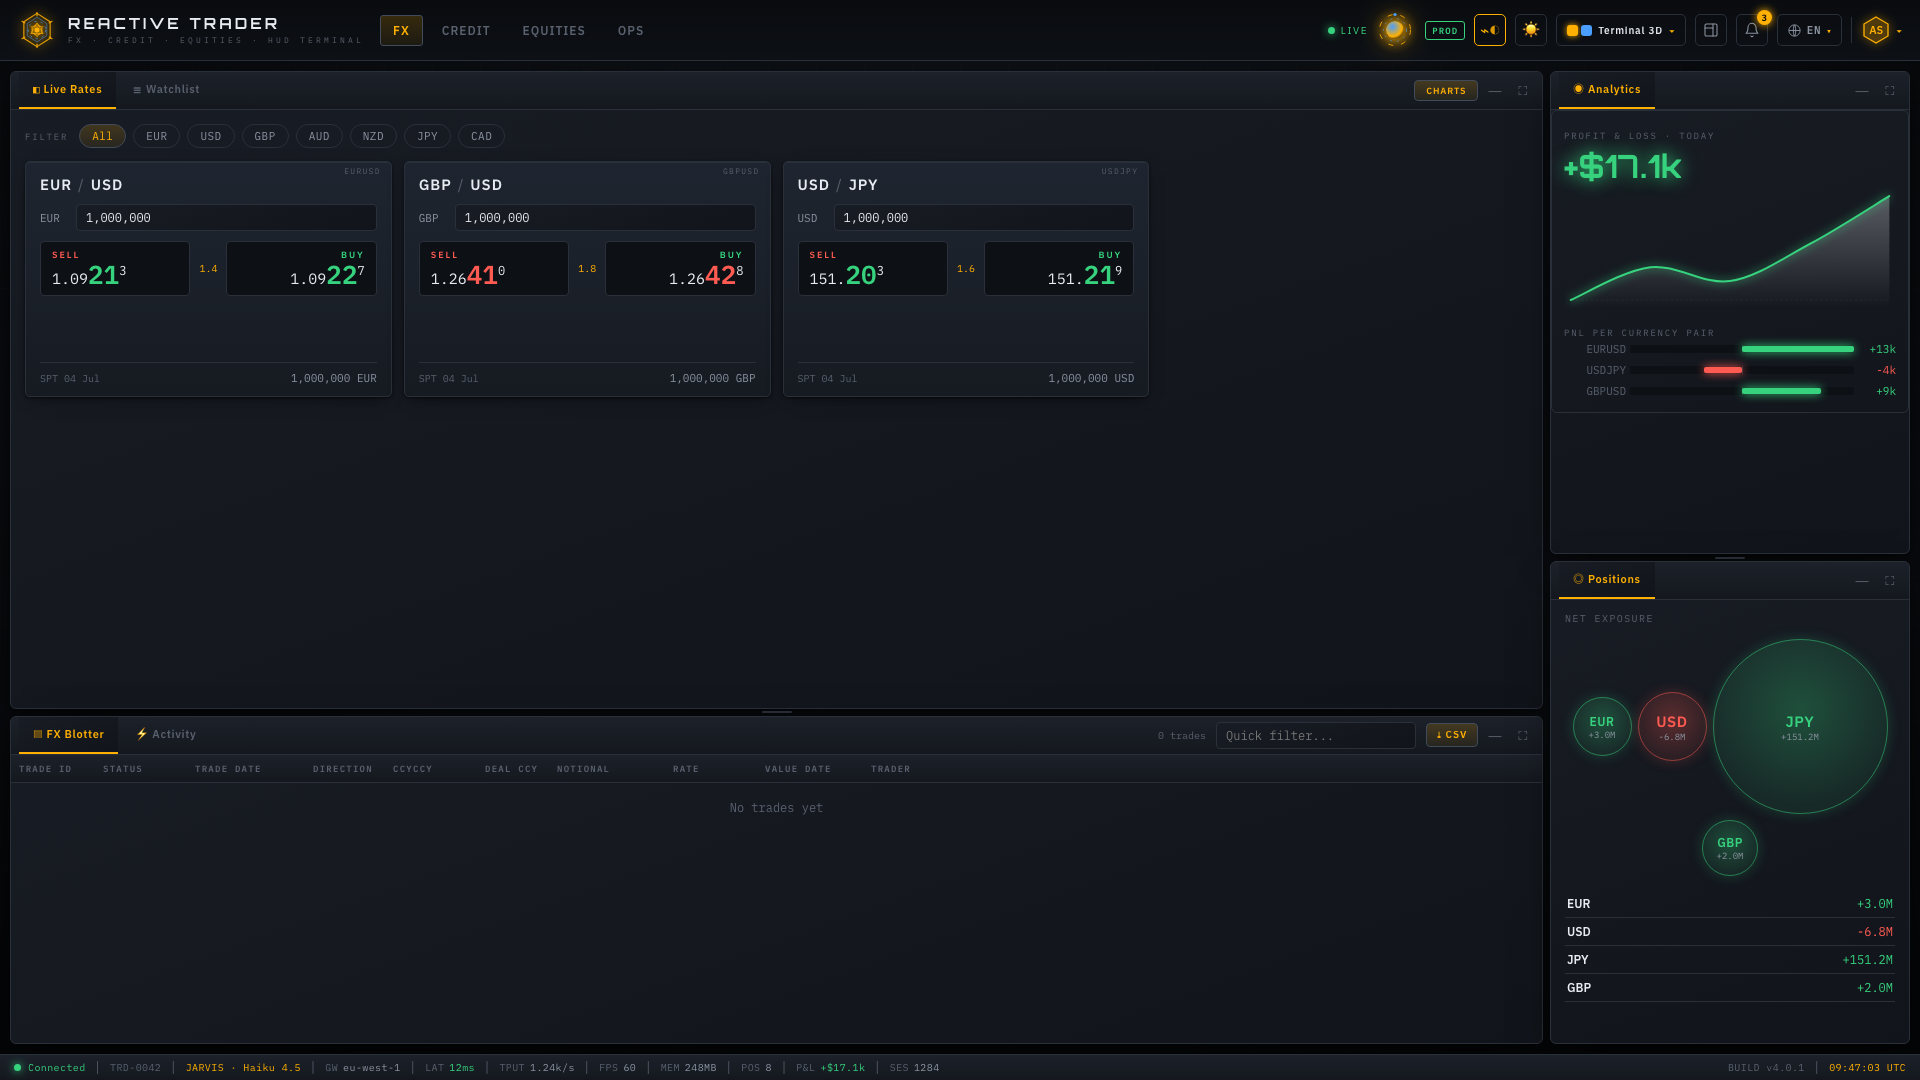 REACTIVE TRADER
FX · CREDIT · EQUITIES · HUD TERMINAL
FX CREDIT EQUITIES OPS
LIVE PROD Terminal 3D 3 EN AS
Live Rates Watchlist CHARTS
FILTER All EUR USD GBP AUD NZD JPY CAD
EURUSD
EUR / USD
EUR 1,000,000
SELL BUY
1.09213 1.4 1.09227
SPT 04 Jul 1,000,000 EUR
GBPUSD
GBP / USD
GBP 1,000,000
SELL BUY
1.26410 1.8 1.26428
SPT 04 Jul 1,000,000 GBP
USDJPY
USD / JPY
USD 1,000,000
SELL BUY
151.203 1.6 151.219
SPT 04 Jul 1,000,000 USD
Analytics
PROFIT & LOSS · TODAY
+$17.1k
PNL PER CURRENCY PAIR
EURUSD +13k
USDJPY -4k
GBPUSD +9k
Positions
NET EXPOSURE
EUR
+3.0M
USD
-6.8M
JPY
+151.2M
GBP
+2.0M
EUR +3.0M
USD -6.8M
JPY +151.2M
GBP +2.0M
FX Blotter Activity 0 trades Quick filter... ↓ CSV
TRADE ID STATUS TRADE DATE DIRECTION CCYCCY DEAL CCY NOTIONAL RATE VALUE DATE TRADER
No trades yet
Connected TRD-0042 JARVIS · Haiku 4.5 GW eu-west-1 LAT 12ms TPUT 1.24k/s FPS 60 MEM 248MB POS 8 P&L +$17.1k SES 1284 BUILD v4.0.1 09:47:03 UTC